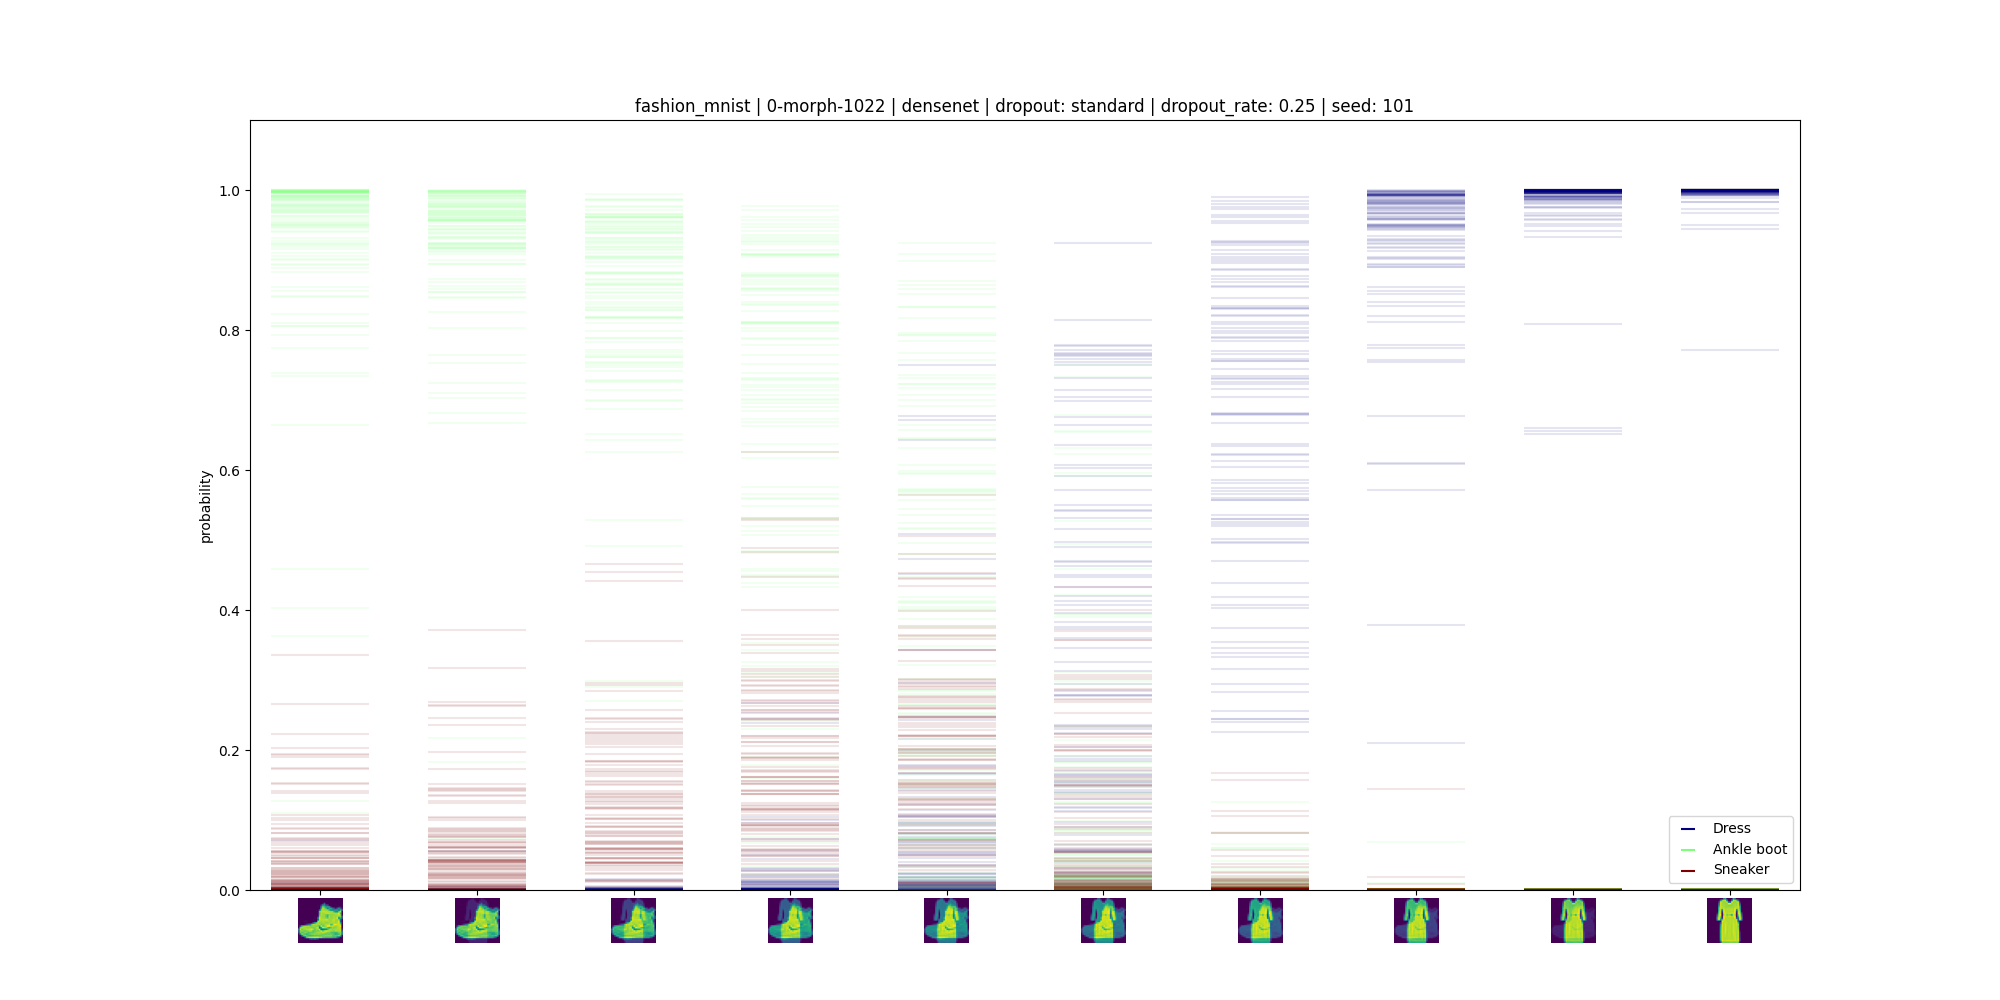 fashion_mnist | 0-morph-1022 | densenet | dropout: standard | dropout_rate: 0.25 | seed: 101
1.0
0.8
0.6
0.4
0.2
0.0
probability
Dress
Ankle boot
Sneaker